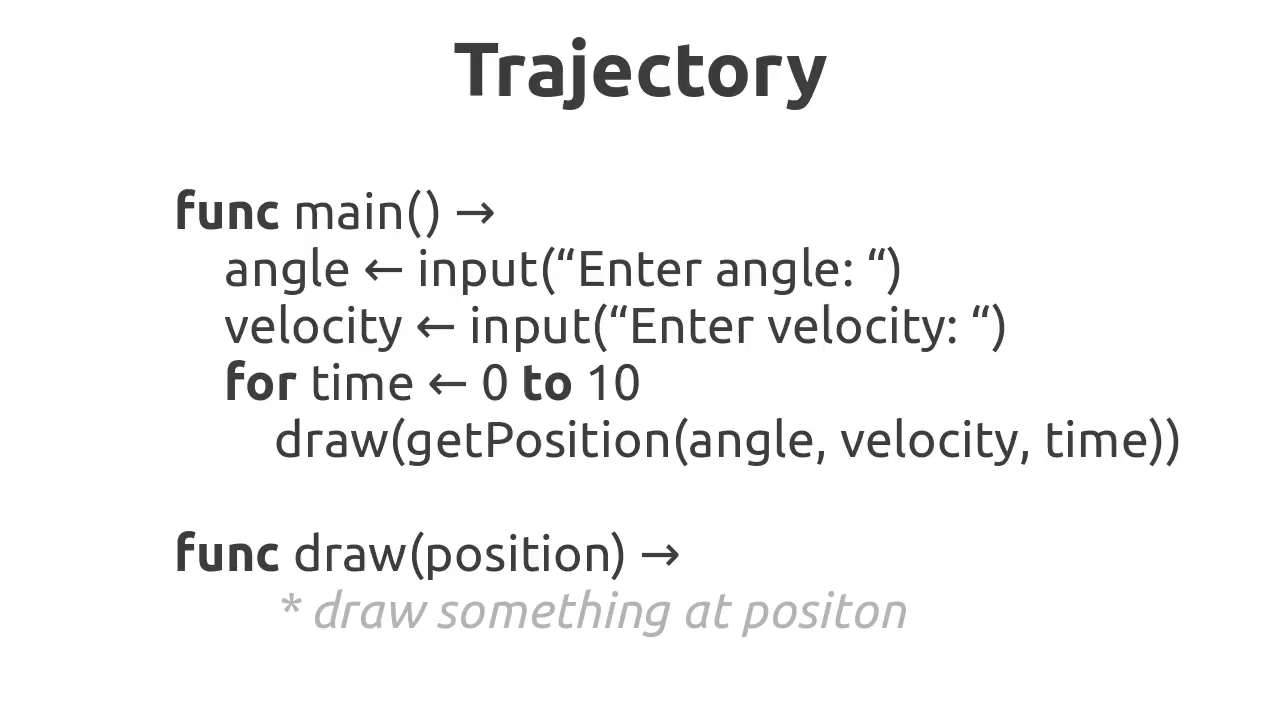 Trajectory
func main() →
angle ← input(“Enter angle: “)
velocity ← input(“Enter velocity: “)
for time ← 0 to 10
draw(getPosition(angle, velocity, time))
func draw(position) →
* draw something at positon